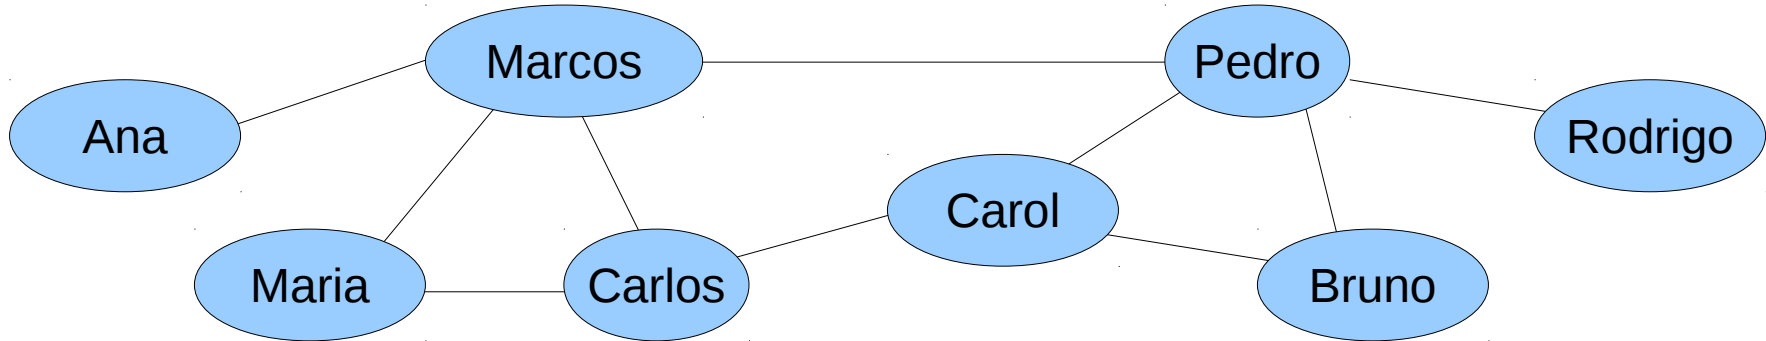 Marcos
Pedro
Ana
Rodrigo
Carol
Maria
Carlos
Bruno